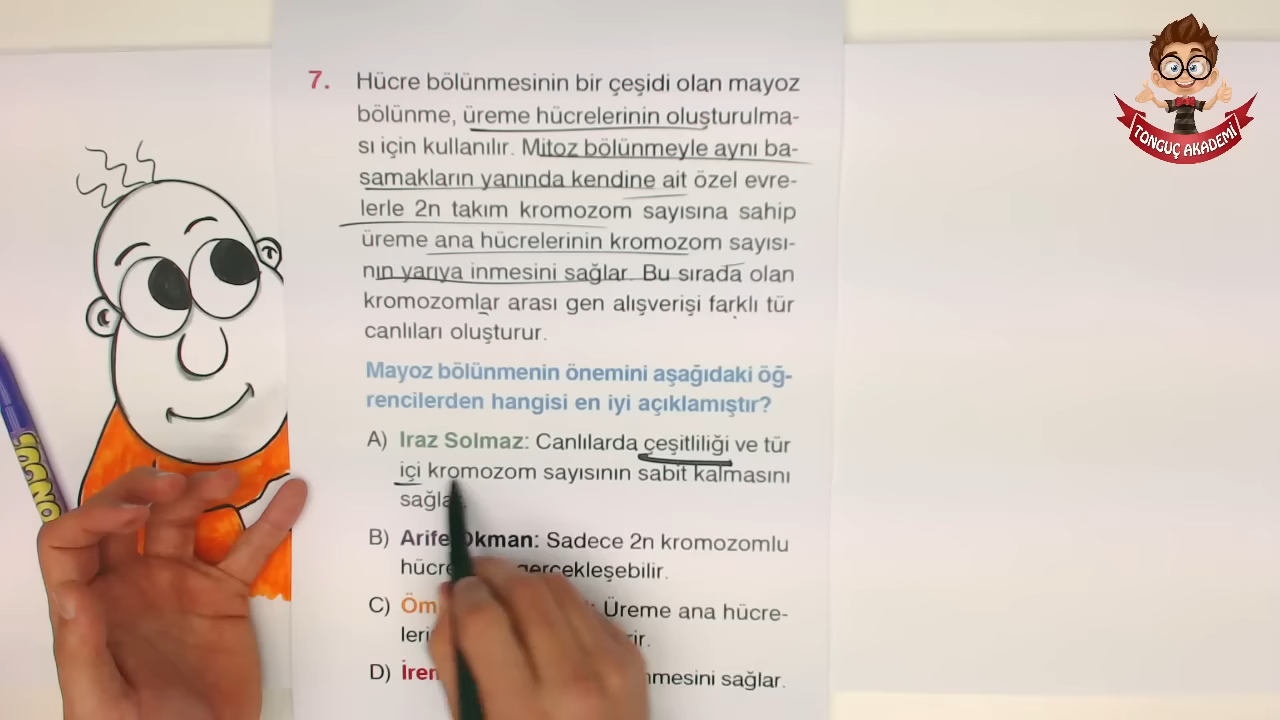 7. Hücre bölünmesinin bir çeşidi olan mayoz
bölünme, üreme hücrelerinin oluşturulma-
sı için kullanılır. Mitoz bölünmeyle aynı ba-
samakların yanında kendine ait özel evre-
lerle 2n takım kromozom sayısına sahip
üreme ana hücrelerinin kromozom sayısı-
nın yarıya inmesini sağlar. Bu sırada olan
kromozomlar arası gen alışverişi farklı tür
canlıları oluşturur.
Mayoz bölünmenin önemini aşağıdaki öğ-
rencilerden hangisi en iyi açıklamıştır?
A) Iraz Solmaz: Canlılarda çeşitliliği ve tür
içi kromozom sayısının sabit kalmasını
B) Arife Okman: Sadece 2n kromozomlu
gerçekleşebilir.
C) Üreme ana hücre-
D) sağlar.
TONGUÇ AKADEMİ